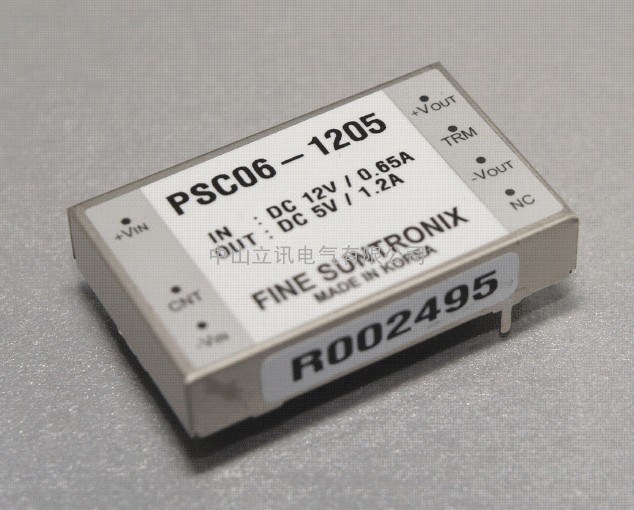 PSC06-1205
IN : DC 12V / 0.65A
OUT : DC 5V / 1.2A
FINE SUNTRONIX
MADE IN KOREA
+VIN
CNT
-VIN
+VOUT
TRM
-VOUT
NC
R002495
中山立讯电气有限公司